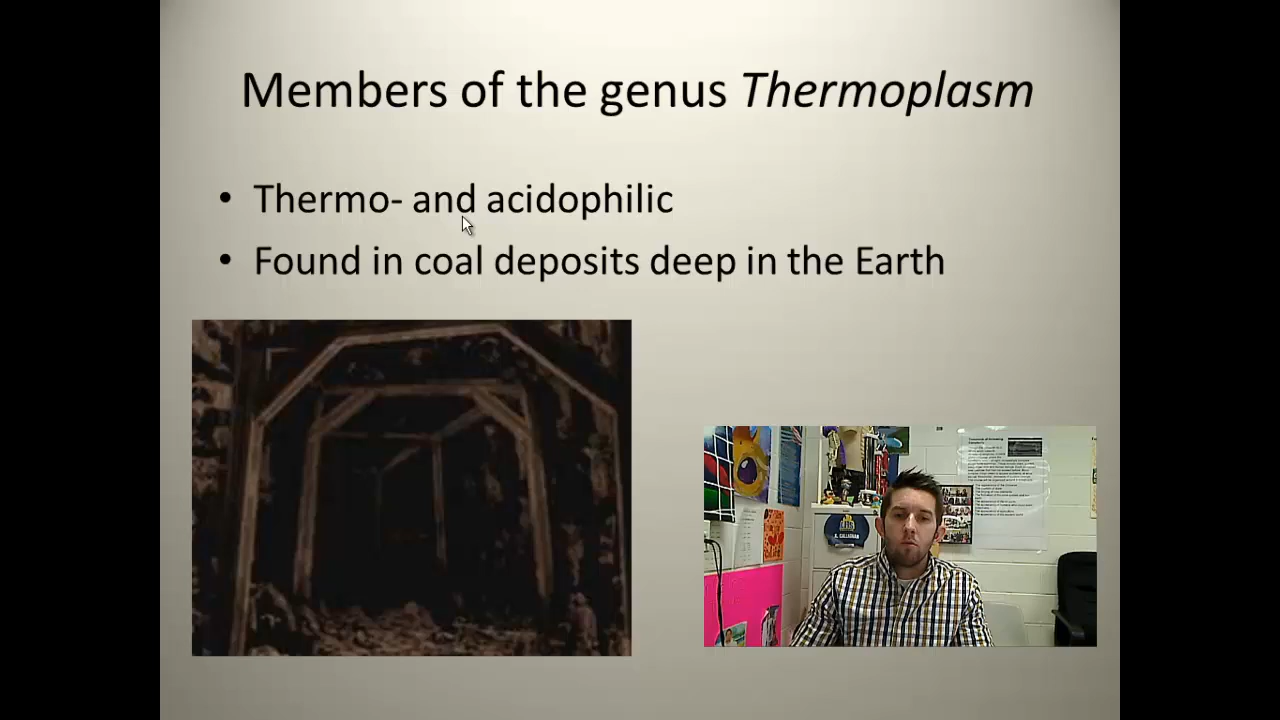 Members of the genus Thermoplasm
• Thermo- and acidophilic
• Found in coal deposits deep in the Earth